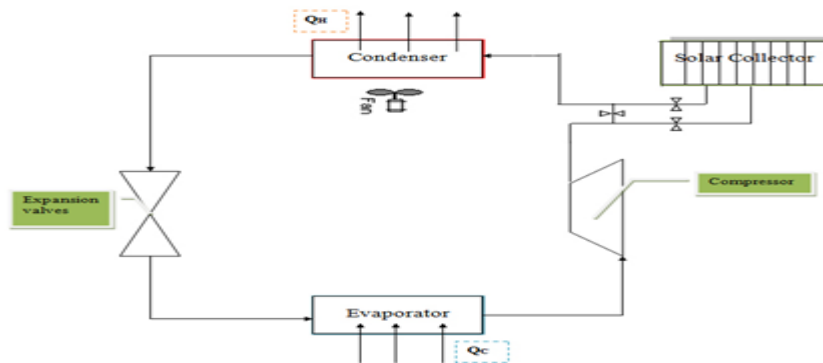 QH
Condenser
Solar Collector
Fan
Expansion
valves
Compressor
Evaporator
QC